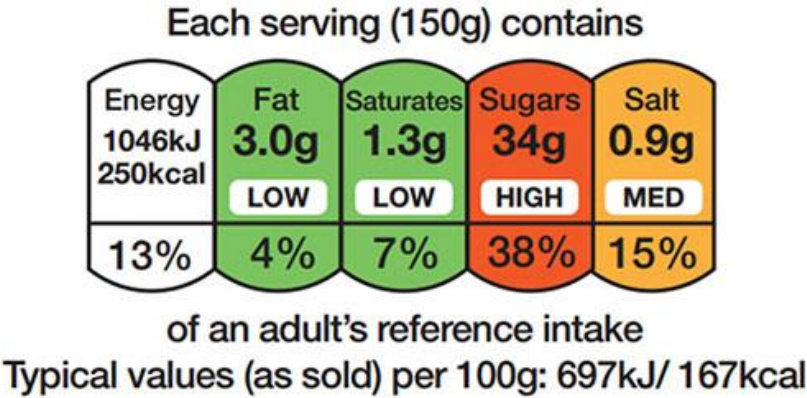 Each serving (150g) contains
Energy
1046kJ
250kcal
13%
Fat
3.0g
LOW
4%
Saturates
1.3g
LOW
7%
Sugars
34g
HIGH
38%
Salt
0.9g
MED
15%
of an adult's reference intake
Typical values (as sold) per 100g: 697kJ/ 167kcal